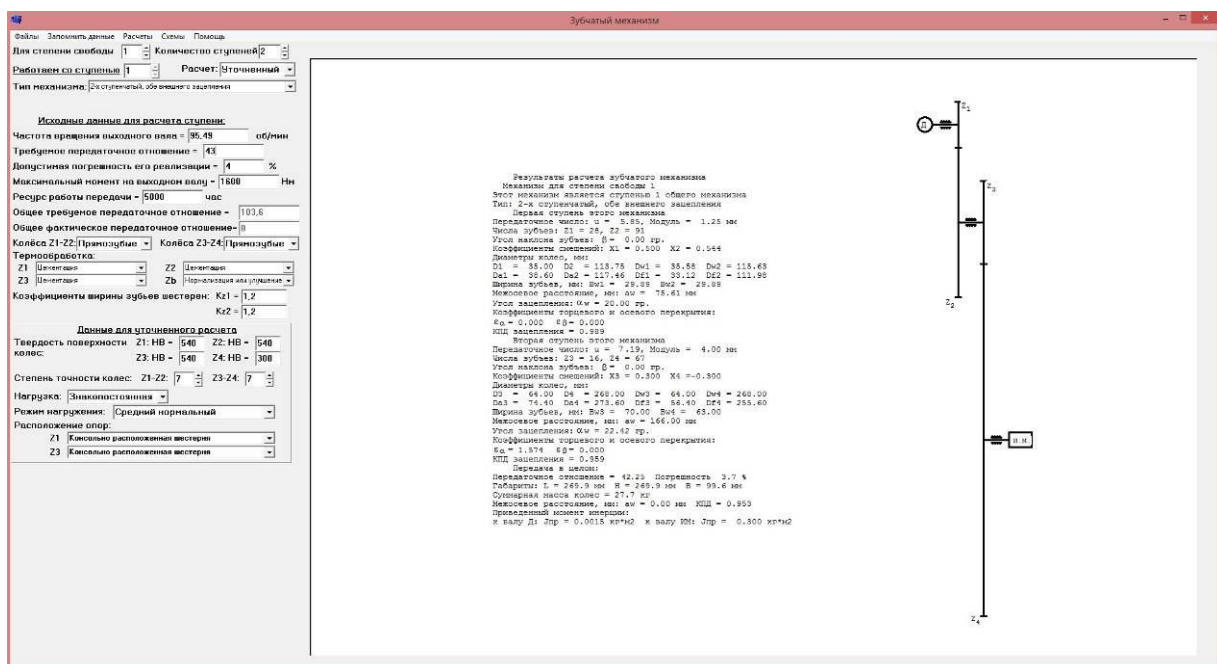 Зубчатый механизм
Файлы Запомнить данные Расчеты Схемы Помощь
Для степени свободы 1 Количество ступеней 2
Работаем со ступенью 1 Расчет: Уточненный
Тип механизма: 2-х ступенчатый, обе внешнего зацепления
Исходные данные для расчета ступени:
Частота вращения выходного вала = 95.49 об/мин
Требуемое передаточное отношение = 43
Допустимая погрешность его реализации = 4 %
Максимальный момент на выходном валу = 1600 Нм
Ресурс работы передачи = 5000 час
Общее требуемое передаточное отношение = 103,6
Общее фактическое передаточное отношение= 0
Колёса Z1-Z2: Прямозубые Колёса Z3-Z4: Прямозубые
Термообработка:
Z1 Цементация Z2 Цементация
Z3 Цементация Zb Нормализация или улучшение
Коэффициенты ширины зубьев шестерен: Kz1 = 1,2
Kz2 = 1,2
Данные для уточненного расчета
Твердость поверхности Z1: HB = 540 Z2: HB = 540
колес: Z3: HB = 540 Z4: HB = 300
Степень точности колес: Z1-Z2: 7 Z3-Z4: 7
Нагрузка: Знакопостоянная
Режим нагружения: Средний нормальный
Расположение опор:
Z1 Консольно расположенная шестерня
Z3 Консольно расположенная шестерня
Результаты расчета зубчатого механизма
Механизм для степени свободы 1
Этот механизм является ступенью 1 общего механизма
Тип: 2-х ступенчатый, обе внешнего зацепления
Первая ступень этого механизма
Передаточное число: u = 5.85, Модуль = 1.25 мм
Числа зубьев: Z1 = 28, Z2 = 91
Угол наклона зубьев: β = 0.00 гр.
Коэффициенты смещений: X1 = 0.500 X2 = 0.544
Диаметры колес, мм:
D1 = 35.00 D2 = 113.75 Dw1 = 35.58 Dw2 = 115.63
Da1 = 38.60 Da2 = 117.46 Df1 = 33.12 Df2 = 111.98
Ширина зубьев, мм: Bw1 = 29.89 Bw2 = 29.89
Межосевое расстояние, мм: aw = 75.61 мм
Угол зацепления: αw = 20.00 гр.
Коэффициенты торцевого и осевого перекрытия:
εα = 0.000 εβ = 0.000
КПД зацепления = 0.989
Вторая ступень этого механизма
Передаточное число: u = 7.19, Модуль = 4.00 мм
Числа зубьев: Z3 = 16, Z4 = 67
Угол наклона зубьев: β = 0.00 гр.
Коэффициенты смещений: X3 = 0.300 X4 =-0.300
Диаметры колес, мм:
D3 = 64.00 D4 = 268.00 Dw3 = 64.00 Dw4 = 268.00
Da3 = 74.40 Da4 = 273.60 Df3 = 56.40 Df4 = 255.60
Ширина зубьев, мм: Bw3 = 70.00 Bw4 = 63.00
Межосевое расстояние, мм: aw = 166.00 мм
Угол зацепления: αw = 22.42 гр.
Коэффициенты торцевого и осевого перекрытия:
εα = 1.574 εβ = 0.000
КПД зацепления = 0.959
Передача в целом:
Передаточное отношение = 42.25 Погрешность 3.7 %
Габариты: L = 269.9 мм H = 269.9 мм B = 99.6 мм
Суммарная масса колес = 27.7 кг
Межосевое расстояние, мм: aw = 0.00 мм КПД = 0.953
Приведенный момент инерции:
к валу Д: Jпр = 0.0015 кг*м2 к валу ИМ: Jпр = 0.300 кг*м2
Z1
Д
Z3
Z2
И.М.
Z4